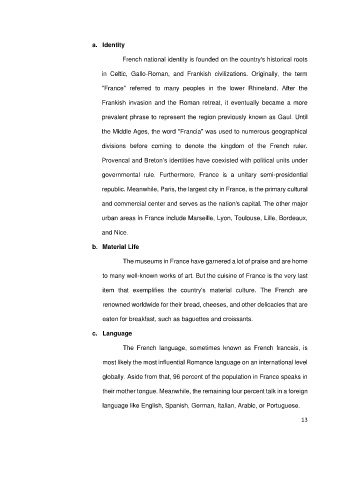 a. Identity
French national identity is founded on the country's historical roots
in Celtic, Gallo-Roman, and Frankish civilizations. Originally, the term
"France" referred to many peoples in the lower Rhineland. After the
Frankish invasion and the Roman retreat, it eventually became a more
prevalent phrase to represent the region previously known as Gaul. Until
the Middle Ages, the word "Francia" was used to numerous geographical
divisions before coming to denote the kingdom of the French ruler.
Provencal and Breton's identities have coexisted with political units under
governmental rule. Furthermore, France is a unitary semi-presidential
republic. Meanwhile, Paris, the largest city in France, is the primary cultural
and commercial center and serves as the nation's capital. The other major
urban areas in France include Marseille, Lyon, Toulouse, Lille, Bordeaux,
and Nice.
b. Material Life
The museums in France have garnered a lot of praise and are home
to many well-known works of art. But the cuisine of France is the very last
item that exemplifies the country's material culture. The French are
renowned worldwide for their bread, cheeses, and other delicacies that are
eaten for breakfast, such as baguettes and croissants.
c. Language
The French language, sometimes known as French francais, is
most likely the most influential Romance language on an international level
globally. Aside from that, 96 percent of the population in France speaks in
their mother tongue. Meanwhile, the remaining four percent talk in a foreign
language like English, Spanish, German, Italian, Arabic, or Portuguese.
13